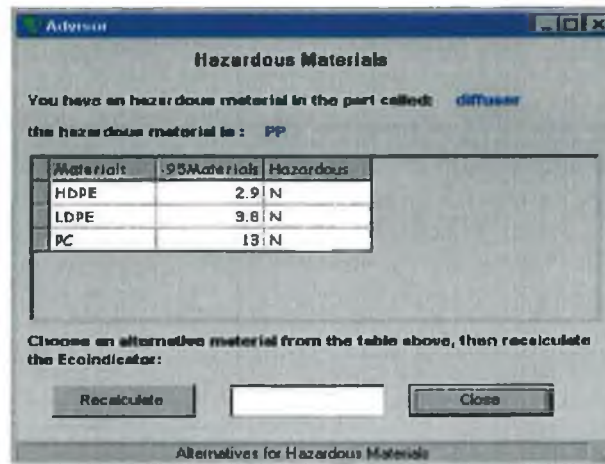 Advisor
Hazardous Materials
You have an hazardous material in the part called: diffuser
the hazardous material is : PP
Materials -95Materials Hazardous
HDPE 2.9 N
LDPE 3.8 N
PC 13 N
Choose an alternative material from the table above, then recalculate
the EcoIndicator:
Recalculate Close
Alternatives for Hazardous Materials